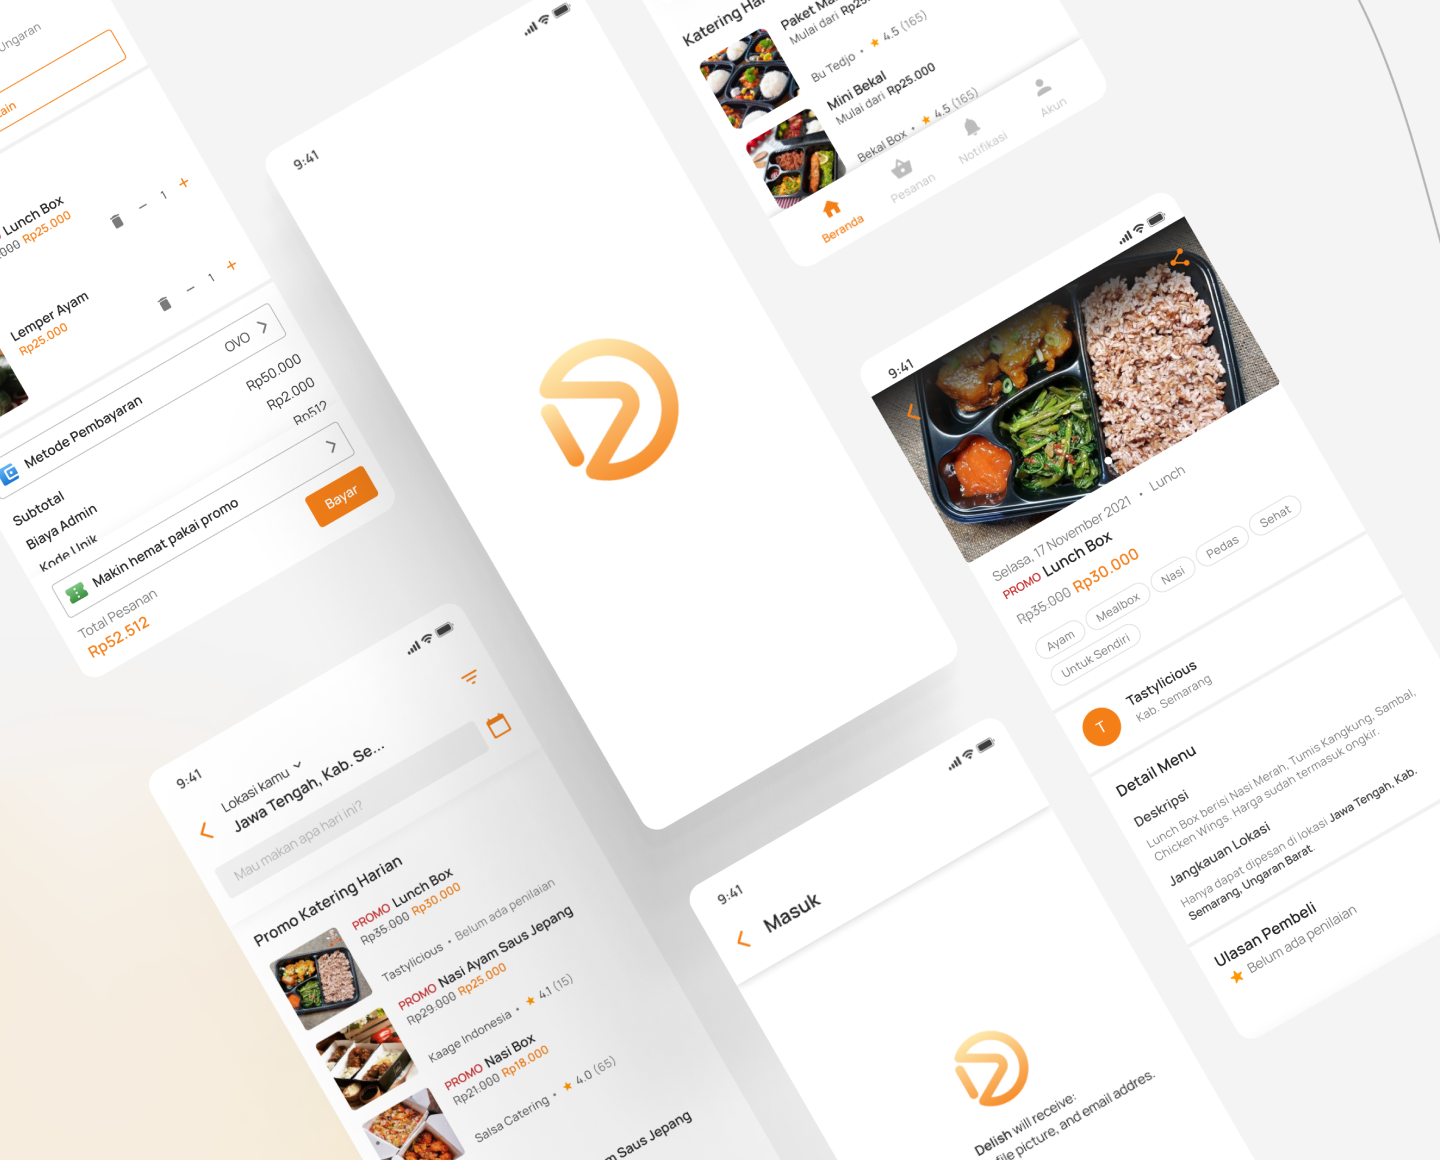 Ungaran
Lain
Lunch Box
Rp25.000
1
Lemper Ayam
Rp25.000
1
Metode Pembayaran
OVO
Subtotal
Rp50.000
Biaya Admin
Rp2.000
Kode Unik
Rp512
Makin hemat pakai promo
Total Pesanan
Rp52.512
Bayar
9:41
Katering Harian
Mulai dari Rp25.
Bu Tedjo • 4.5 (165)
Mini Bekal
Mulai dari Rp25.000
Bekal Box • 4.5 (165)
Beranda
Pesanan
Notifikasi
Akun
9:41
Selasa, 17 November 2021 • Lunch
PROMO Lunch Box
Rp35.000 Rp30.000
Ayam
Mealbox
Nasi
Pedas
Sehat
Untuk Sendiri
T
Tastylicious
Kab. Semarang
Detail Menu
Deskripsi
Lunch Box berisi Nasi Merah, Tumis Kangkung, Sambal,
Chicken Wings. Harga sudah termasuk ongkir.
Jangkauan Lokasi
Hanya dapat dipesan di lokasi Jawa Tengah, Kab.
Semarang, Ungaran Barat.
Ulasan Pembeli
Belum ada penilaian
9:41
Lokasi kamu
Jawa Tengah, Kab. Se...
Mau makan apa hari ini?
Promo Katering Harian
PROMO Lunch Box
Rp35.000 Rp30.000
Tastylicious • Belum ada penilaian
PROMO Nasi Ayam Saus Jepang
Rp29.000 Rp25.000
Kaage Indonesia • 4.1 (15)
PROMO Nasi Box
Rp21.000 Rp18.000
Salsa Catering • 4.0 (65)
Saus Jepang
9:41
Masuk
Delish will receive:
file picture, and email addres.